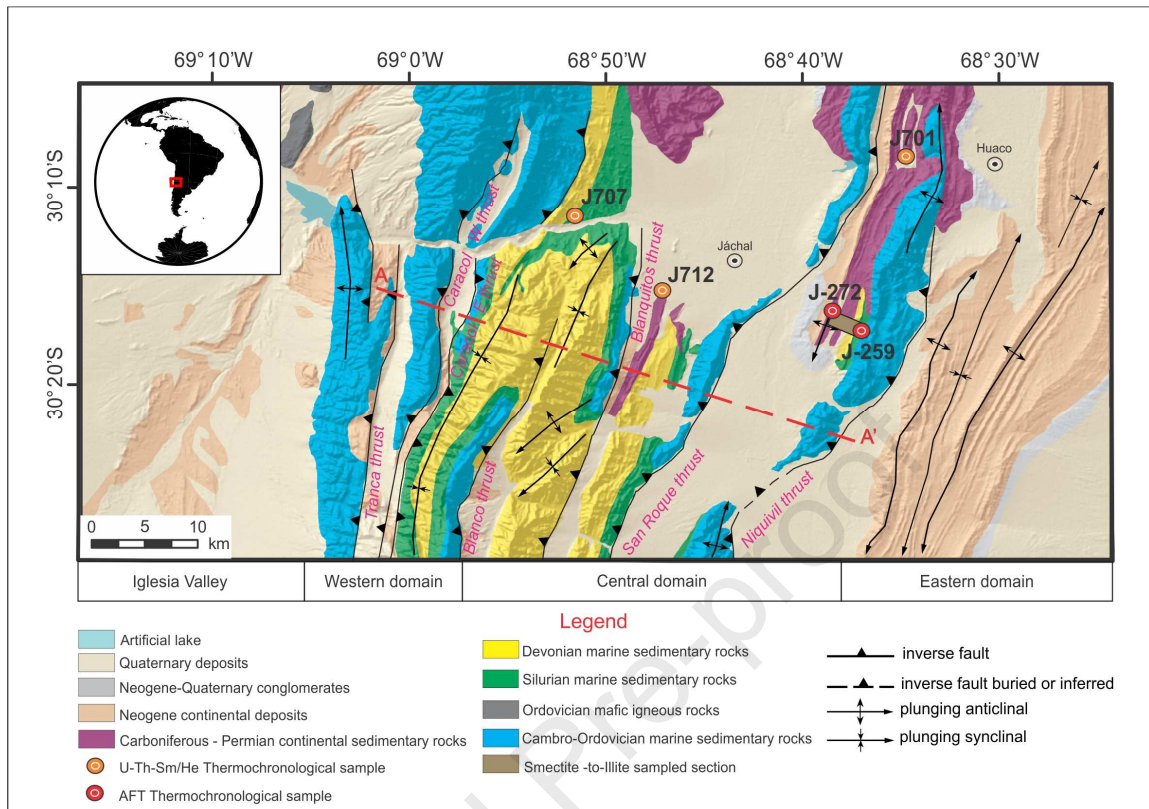 69°10'W 69°0'W 68°50'W 68°40'W 68°30'W
30°10'S
30°20'S
J701
Huaco
J707
Caracol W thrust
Jáchal
J712
Blanquitos thrust
A
Caracol E thrust
J-272
J-259
A'
Tranca thrust
Blanco thrust
San Roque thrust
Niquivil thrust
0 5 10
km
Iglesia Valley Western domain Central domain Eastern domain
Legend
Artificial lake
Quaternary deposits
Neogene-Quaternary conglomerates
Neogene continental deposits
Carboniferous - Permian continental sedimentary rocks
U-Th-Sm/He Thermochronological sample
AFT Thermochronological sample
Devonian marine sedimentary rocks
Silurian marine sedimentary rocks
Ordovician mafic igneous rocks
Cambro-Ordovician marine sedimentary rocks
Smectite -to-Illite sampled section
inverse fault
inverse fault buried or inferred
plunging anticlinal
plunging synclinal
Pre-proof